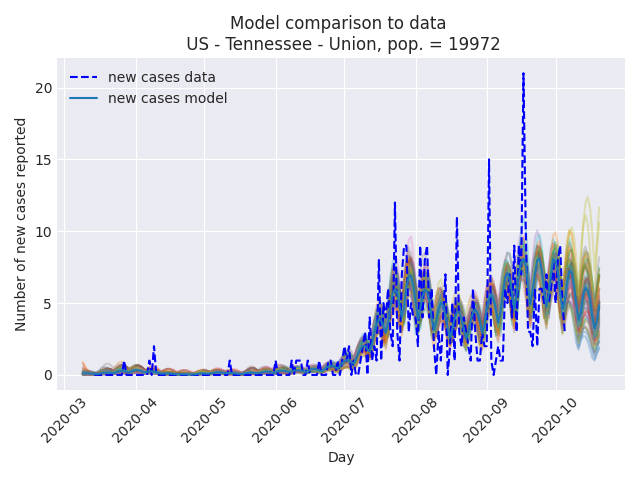 Model comparison to data
US - Tennessee - Union, pop. = 19972
new cases data
new cases model
Number of new cases reported
20
15
10
5
0
2020-03
2020-04
2020-05
2020-06
2020-07
2020-08
2020-09
2020-10
Day